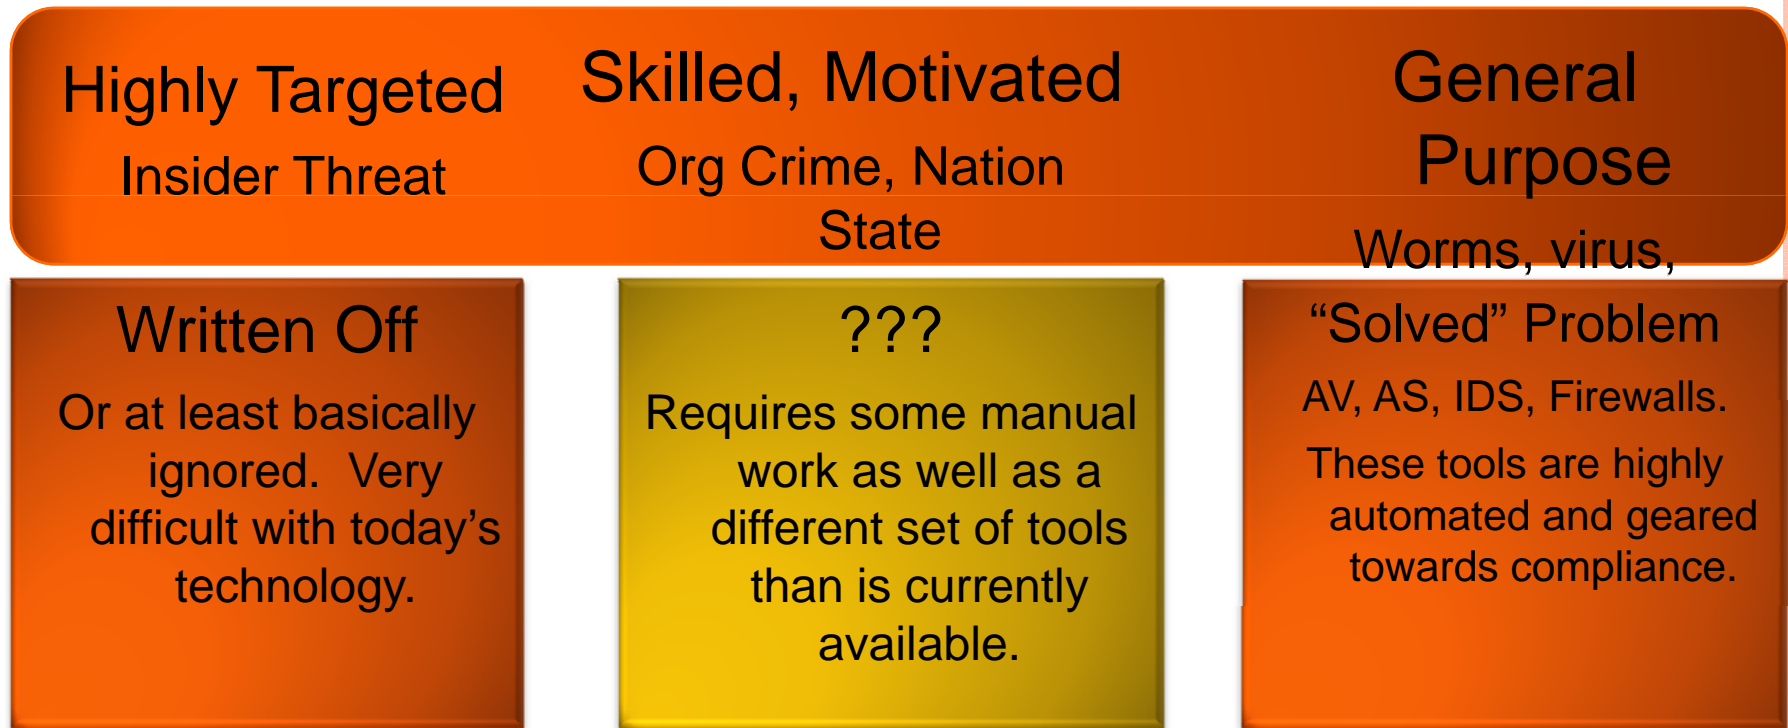 Highly Targeted
Insider Threat
Skilled, Motivated
Org Crime, Nation
State
General
Purpose
Worms, virus,
Written Off
Or at least basically
ignored.  Very
difficult with today’s
technology.
???
Requires some manual
work as well as a
different set of tools
than is currently
available.
“Solved” Problem
AV, AS, IDS, Firewalls.
These tools are highly
automated and geared
towards compliance.